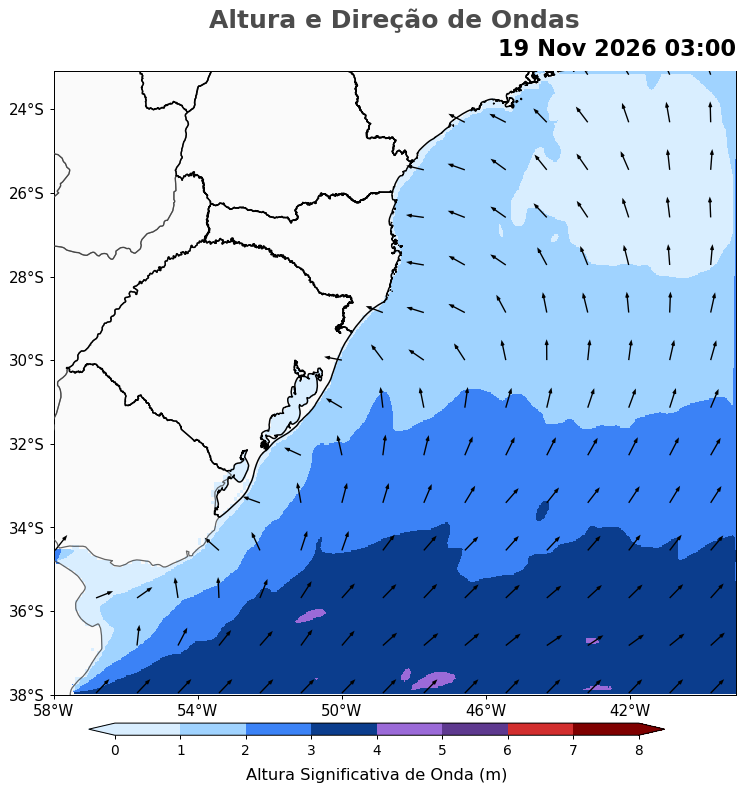 Altura e Direção de Ondas
19 Nov 2026 03:00
24°S
26°S
28°S
30°S
32°S
34°S
36°S
38°S
58°W 54°W 50°W 46°W 42°W
0 1 2 3 4 5 6 7 8
Altura Significativa de Onda (m)